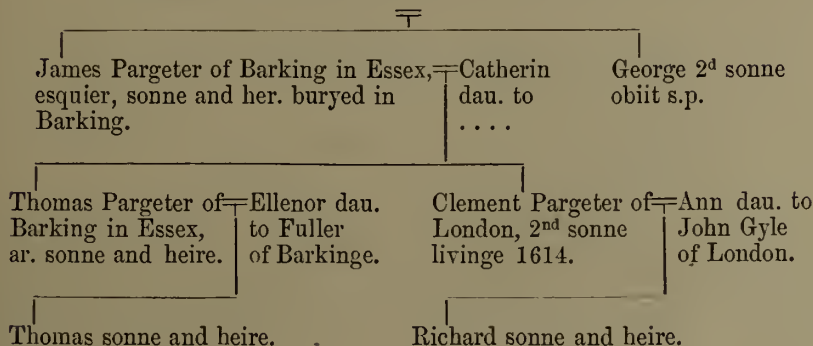 James Pargeter of Barking in Essex, Catherin George 2d sonne
esquier, sonne and her. buryed in dau. to obiit s.p.
Barking. ....
Thomas Pargeter of Ellenor dau. Clement Pargeter of Ann dau. to
Barking in Essex, to Fuller London, 2nd sonne John Gyle
ar. sonne and heire. of Barkinge. livinge 1614. of London.
Thomas sonne and heire. Richard sonne and heire.